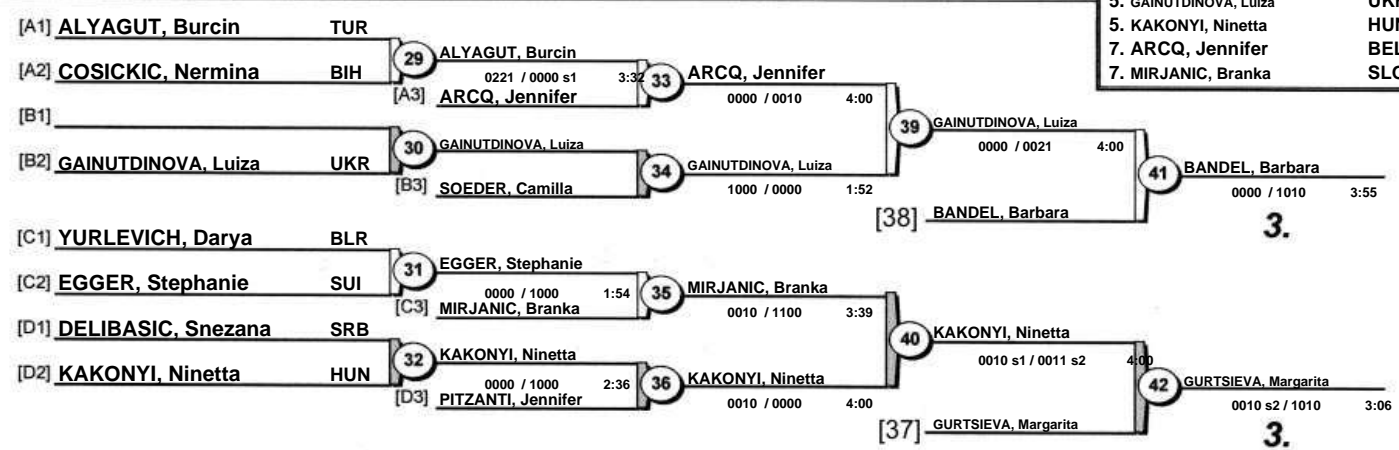 5. GAINUTDINOVA, Luiza
5. KAKONYI, Ninetta HUN
7. ARCQ, Jennifer
7. MIRJANIC, Branka
[A1] ALYAGUT, Burcin TUR
29 ALYAGUT, Burcin
0221 / 0000 s1 3:32
[A2] COSICKIC, Nermina BIH
[A3] ARCQ, Jennifer
33 ARCQ, Jennifer
0000 / 0010 4:00
[B1]
30 GAINUTDINOVA, Luiza
[B2] GAINUTDINOVA, Luiza UKR
[B3] SOEDER, Camilla
34 GAINUTDINOVA, Luiza
1000 / 0000 1:52
39 GAINUTDINOVA, Luiza
0000 / 0021 4:00
[38] BANDEL, Barbara
41 BANDEL, Barbara
0000 / 1010 3:55
3.
[C1] YURLEVICH, Darya BLR
31 EGGER, Stephanie
0000 / 1000 1:54
[C2] EGGER, Stephanie SUI
[C3] MIRJANIC, Branka
35 MIRJANIC, Branka
0010 / 1100 3:39
[D1] DELIBASIC, Snezana SRB
32 KAKONYI, Ninetta
0000 / 1000 2:36
[D2] KAKONYI, Ninetta HUN
[D3] PITZANTI, Jennifer
36 KAKONYI, Ninetta
0010 / 0000 4:00
40 KAKONYI, Ninetta
0010 s1 / 0011 s2 4:00
[37] GURTSIEVA, Margarita
42 GURTSIEVA, Margarita
0010 s2 / 1010 3:06
3.